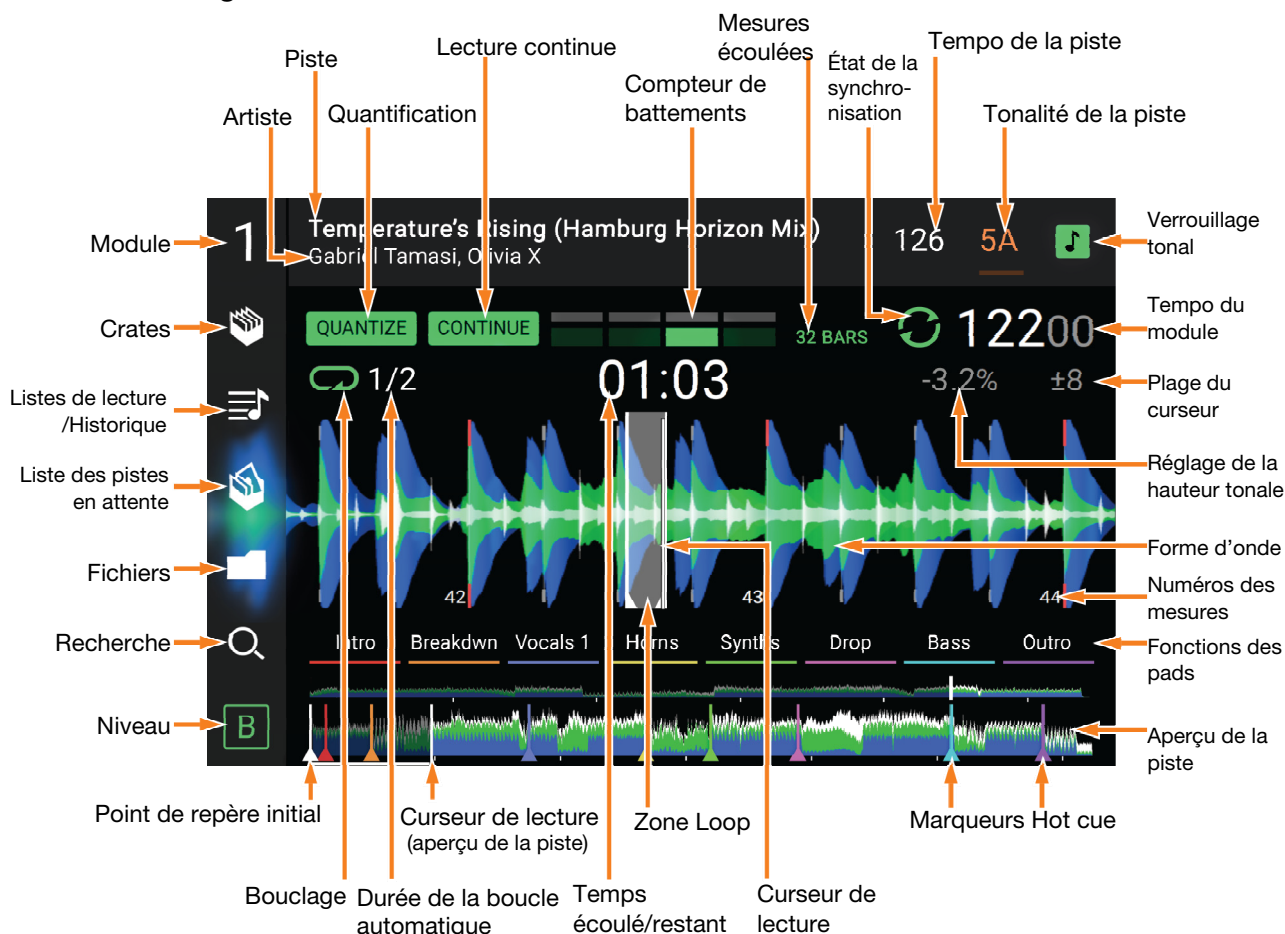 Mesures
écoulées
Tempo de la piste
Lecture continue
Piste
État de la
synchro-
nisation
Compteur de
battements
Artiste
Quantification
Tonalité de la piste
Module
1
Temperature's Rising (Hamburg Horizon Mix)
Gabriel Tamasi, Olivia X
126
5A
Verrouillage
tonal
Crates
QUANTIZE
CONTINUE
32 BARS
12200
Tempo du
module
1/2
01:03
-3.2%
±8
Plage du
curseur
Listes de lecture
/Historique
Liste des pistes
en attente
Réglage de la
hauteur tonale
Forme d'onde
Fichiers
42
43
44
Numéros des
mesures
Recherche
Intro
Breakdwn
Vocals 1
Horns
Synths
Drop
Bass
Outro
Fonctions des
pads
Niveau
B
Aperçu de la
piste
Point de repère initial
Curseur de lecture
(aperçu de la piste)
Zone Loop
Marqueurs Hot cue
Bouclage
Durée de la boucle
automatique
Temps
écoulé/restant
Curseur de
lecture